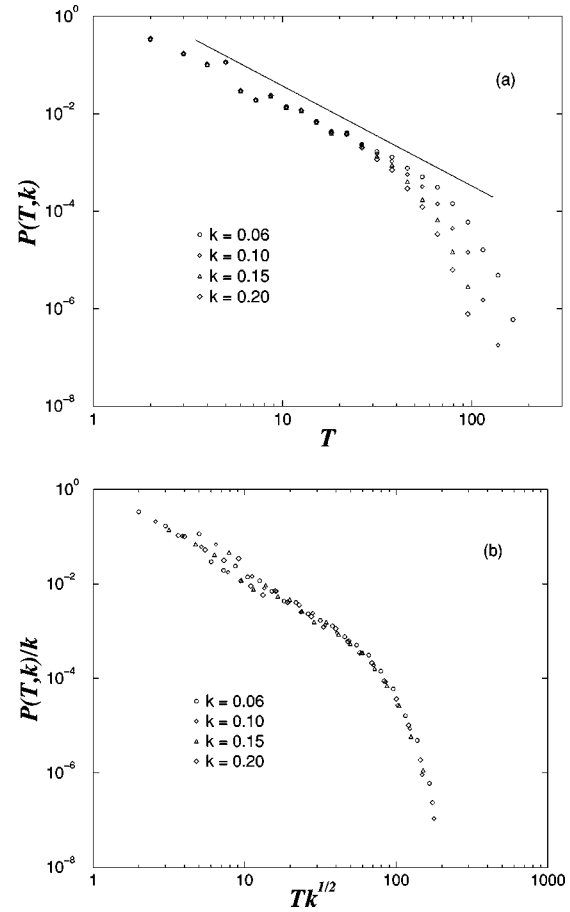 10^0
(a)
10^-2
P(T,k)
10^-4
k = 0.06
k = 0.10
k = 0.15
k = 0.20
10^-6
10^-8
1
10
100
T
10^0
(b)
10^-2
P(T,k)/k
10^-4
k = 0.06
k = 0.10
k = 0.15
k = 0.20
10^-6
10^-8
1
10
100
1000
Tk^1/2